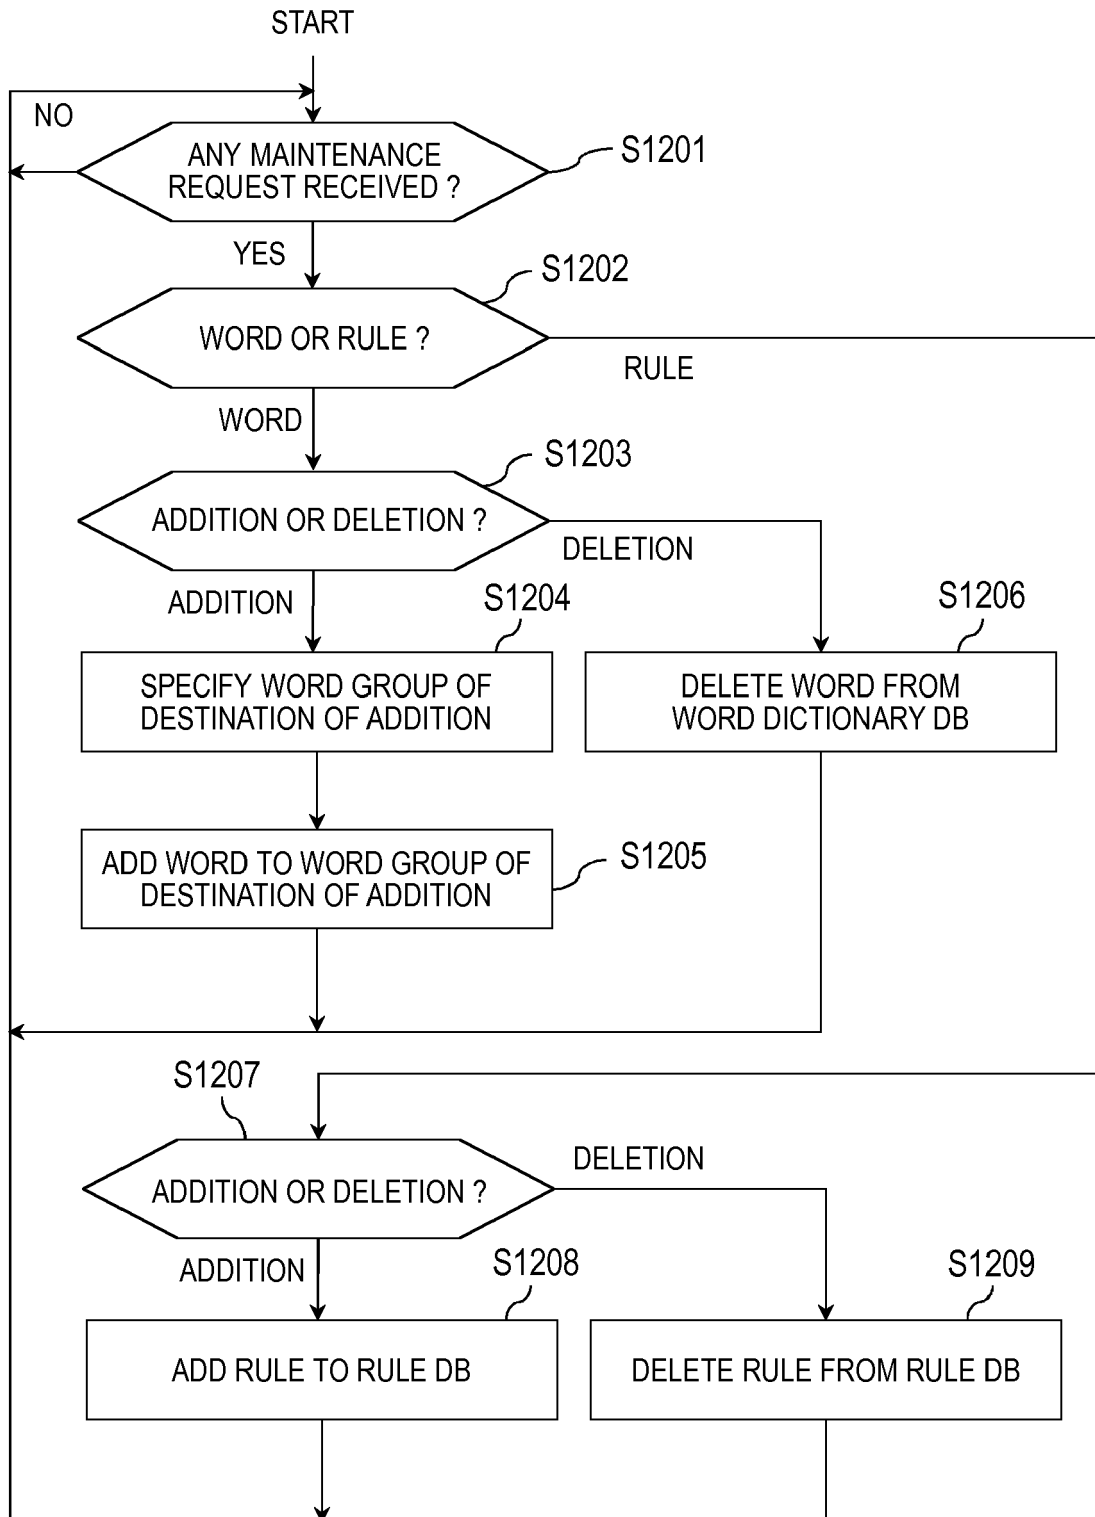 START
NO
ANY MAINTENANCE
REQUEST RECEIVED ?
S1201
YES
S1202
WORD OR RULE ?
RULE
WORD
S1203
ADDITION OR DELETION ?
DELETION
ADDITION
S1204
S1206
SPECIFY WORD GROUP OF
DESTINATION OF ADDITION
DELETE WORD FROM
WORD DICTIONARY DB
ADD WORD TO WORD GROUP OF
DESTINATION OF ADDITION
S1205
S1207
ADDITION OR DELETION ?
DELETION
ADDITION
S1208
S1209
ADD RULE TO RULE DB
DELETE RULE FROM RULE DB